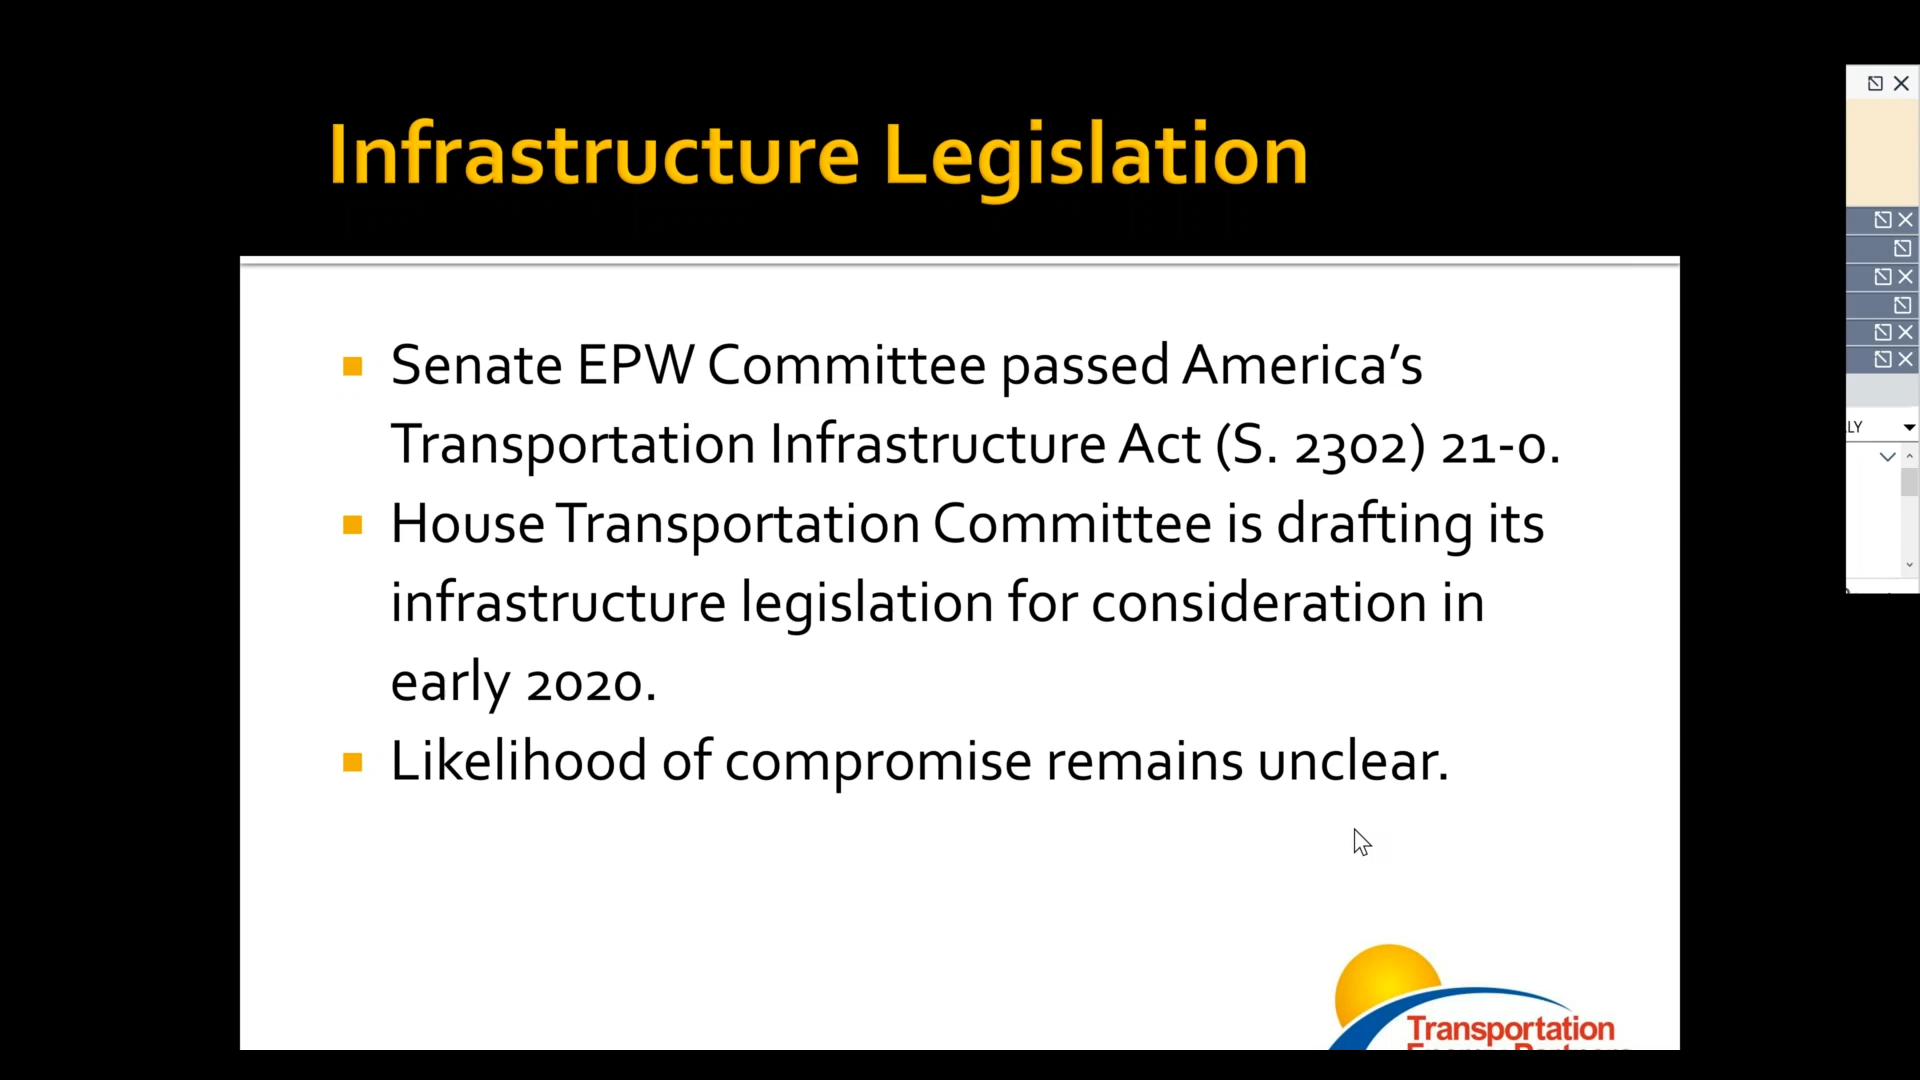 Infrastructure Legislation
Senate EPW Committee passed America’s
Transportation Infrastructure Act (S. 2302) 21-0.
House Transportation Committee is drafting its
infrastructure legislation for consideration in
early 2020.
Likelihood of compromise remains unclear.
LY
Transportation